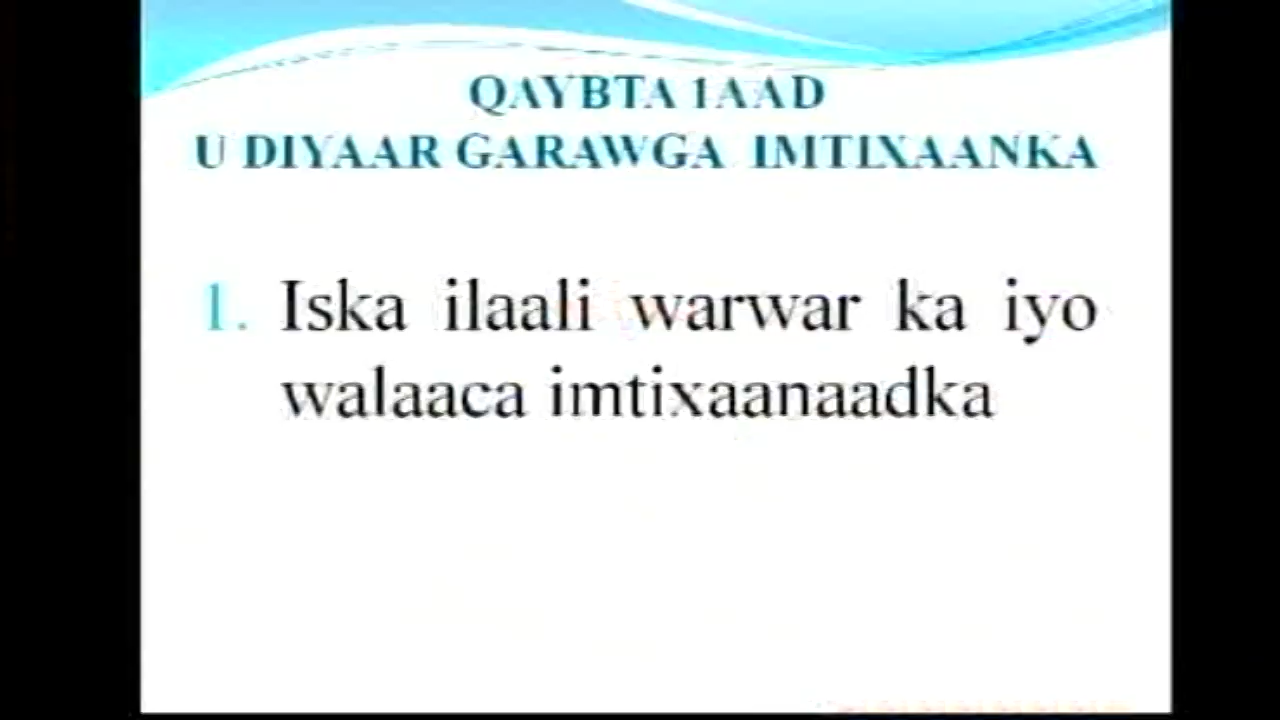 QAYBTA 1AAD
U DIYAAR GARAWGA IMTIXAANKA
1. Iska ilaali warwar ka iyo
walaaca imtixaanaadka